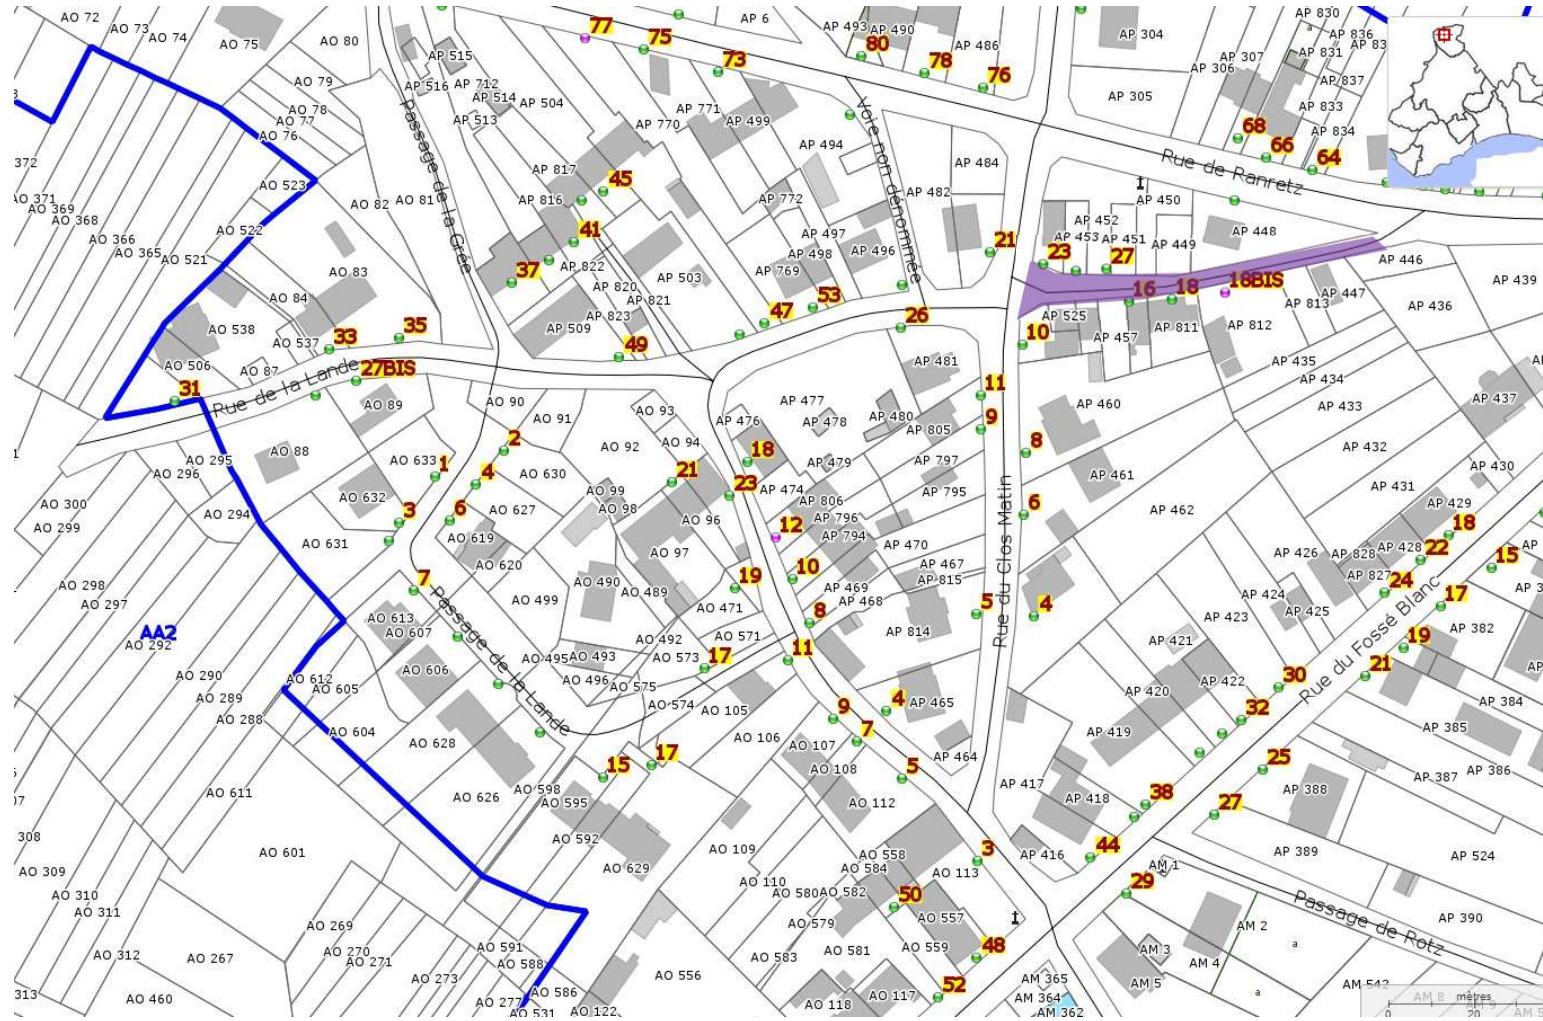 AO 72
AO 73
AO 74
AO 75
AO 80
AP 515
AP 516
AP 712
AP 514
AP 513
AP 504
77
75
73
AP 6
AP 493
AP 490
80
78
AP 486
76
AP 304
AP 830
a
AP 836
AP 831
AP 83
AP 307
AP 306
AP 837
AP 305
AP 833
AP 834
68
66
64
Rue de Ranretz
AO 79
AO 78
AO 77
AO 76
Passage de la Grée
AP 771
AP 770
AP 499
Voie non dénommée
AP 494
AP 484
AP 482
372
AO 371
AO 369
AO 368
AO 366
AO 365
AO 523
AO 522
AO 521
AO 82
AO 81
AO 83
AO 84
AP 817
AP 816
45
41
37
AP 822
AP 820
AP 821
AP 823
AP 503
AP 772
AP 497
AP 498
AP 496
AP 769
53
47
49
AP 509
21
23
AP 452
AP 453
AP 451
27
AP 450
AP 449
AP 448
AP 446
AP 439
AP 447
AP 436
AP 813
18BIS
18
16
AP 525
10
AP 457
AP 811
AP 812
26
AO 538
AO 537
AO 506
AO 87
33
35
31
27BIS
Rue de la Lande
AO 88
AO 89
AO 90
AO 91
AO 92
AO 93
AO 94
AO 633
AO 632
AO 631
AO 630
AO 627
AO 619
AO 620
1
2
3
4
6
7
AO 295
AO 296
AO 294
AO 300
AO 299
AO 298
AO 297
AO 292
AA2
AO 290
AO 289
AO 288
AP 476
AP 477
AP 478
AP 479
AP 480
AP 481
AP 805
AP 797
AP 795
AP 474
AP 806
AP 796
AP 794
AP 470
AP 467
AP 815
AP 469
AP 468
AP 814
18
23
21
12
10
19
8
11
11
9
8
6
5
4
Rue du Clos Matin
AP 460
AP 461
AP 462
AP 435
AP 434
AP 433
AP 432
AP 437
AP 430
AP 431
AP 429
AP 428
AP 828
AP 827
AP 426
AP 425
AP 424
AP 423
AP 421
AP 422
AP 420
AP 419
18
22
24
15
17
19
21
30
32
Rue du Fossé Blanc
AP 382
AP 384
AP 385
AP 386
AP 387
AP 388
AP 389
AP 524
AP 390
25
27
29
38
44
AP 417
AP 418
AP 416
AO 99
AO 98
AO 97
AO 96
AO 490
AO 489
AO 499
AO 471
AO 571
AO 492
AO 573
AO 493
AO 495
AO 496
AO 575
AO 574
17
AO 105
AO 106
AO 107
AO 108
AO 112
9
7
5
4
AP 465
AP 464
AO 613
AO 607
AO 606
AO 612
AO 605
AO 604
AO 628
AO 626
Passage de la Lande
15
17
AO 598
AO 595
AO 592
AO 629
AO 109
AO 110
AO 580
AO 582
AO 584
AO 558
AO 113
AO 579
AO 581
AO 583
AO 557
AO 559
3
50
48
52
AO 611
AO 601
308
AO 309
AO 310
AO 311
AO 312
313
AO 460
AO 267
AO 269
AO 270
AO 271
AO 273
AO 277
AO 591
AO 588
AO 586
AO 531
AO 122
AO 556
AO 118
AO 117
AM 365
AM 364
AM 362
AM 1
AM 2
AM 3
AM 4
AM 5
a
a
Passage de Rotz
AM 542
AM 8
mètres
0
20